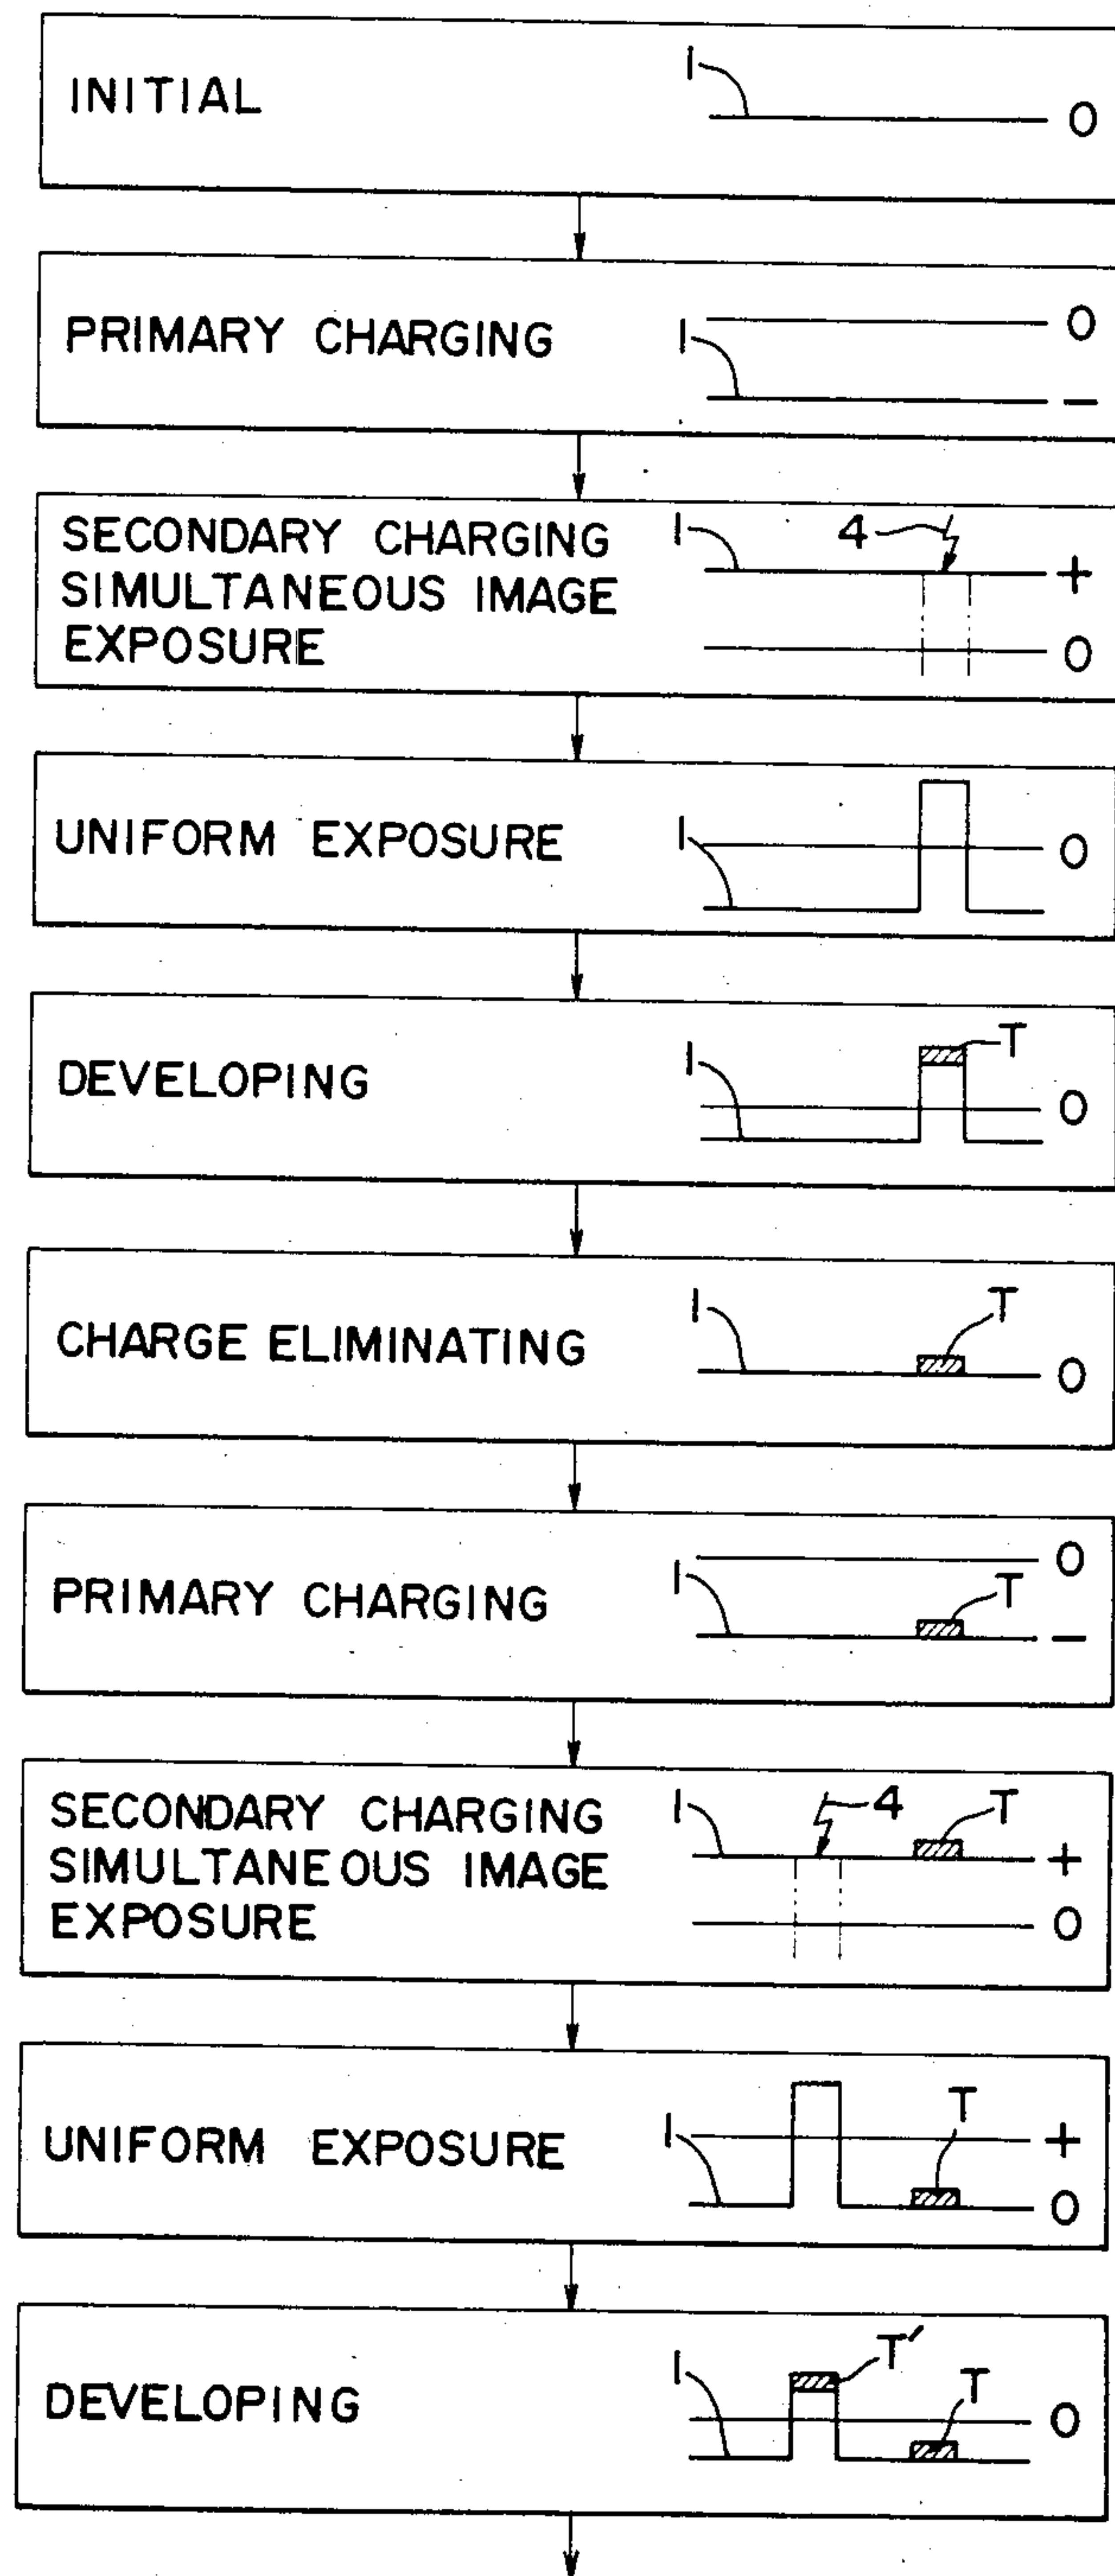 INITIAL
1
0
PRIMARY CHARGING
0
1
−
SECONDARY CHARGING
SIMULTANEOUS IMAGE
EXPOSURE
1
4
+
0
UNIFORM EXPOSURE
1
0
DEVELOPING
1
T
0
CHARGE ELIMINATING
1
T
0
PRIMARY CHARGING
0
1
T
−
SECONDARY CHARGING
SIMULTANEOUS IMAGE
EXPOSURE
1
4
T
+
0
UNIFORM EXPOSURE
1
T
+
0
DEVELOPING
1
T′
T
0